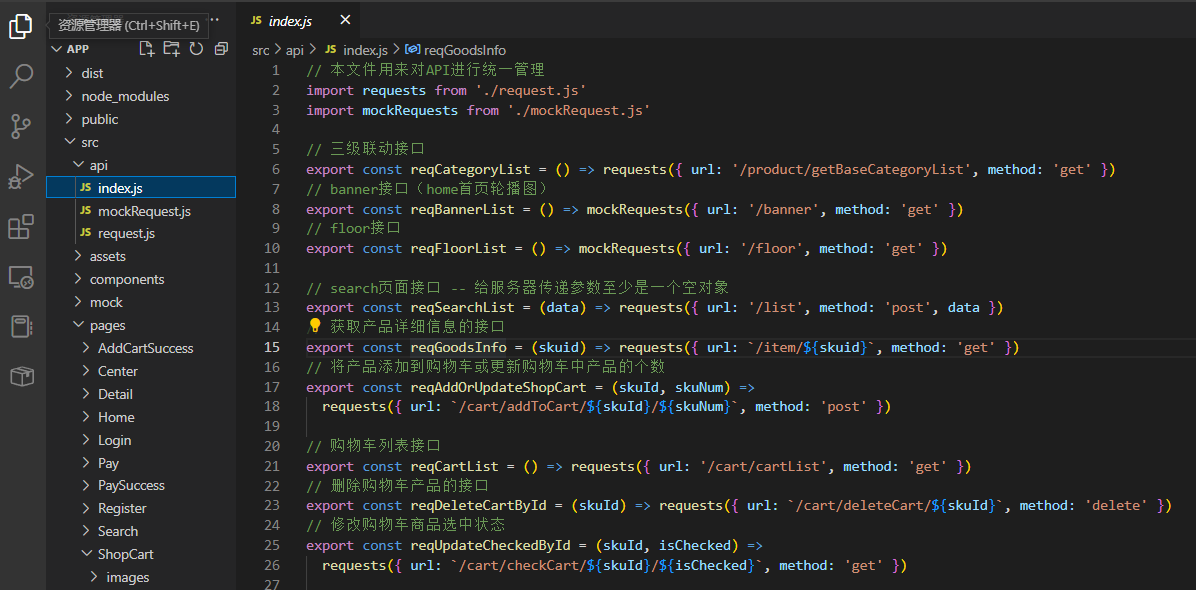 资源管理器 (Ctrl+Shift+E)
···
APP
dist
node_modules
public
src
api
JS index.js
JS mockRequest.js
JS request.js
assets
components
mock
pages
AddCartSuccess
Center
Detail
Home
Login
Pay
PaySuccess
Register
Search
ShopCart
images
JS index.js
src > api > JS index.js > reqGoodsInfo
1 // 本文件用来对API进行统一管理
2 import requests from './request.js'
3 import mockRequests from './mockRequest.js'
4
5 // 三级联动接口
6 export const reqCategoryList = () => requests({ url: '/product/getBaseCategoryList', method: 'get' })
7 // banner接口（home首页轮播图）
8 export const reqBannerList = () => mockRequests({ url: '/banner', method: 'get' })
9 // floor接口
10 export const reqFloorList = () => mockRequests({ url: '/floor', method: 'get' })
11
12 // search页面接口 -- 给服务器传递参数至少是一个空对象
13 export const reqSearchList = (data) => requests({ url: '/list', method: 'post', data })
14 获取产品详细信息的接口
15 export const reqGoodsInfo = (skuid) => requests({ url: `/item/${skuid}`, method: 'get' })
16 // 将产品添加到购物车或更新购物车中产品的个数
17 export const reqAddOrUpdateShopCart = (skuId, skuNum) =>
18 requests({ url: `/cart/addToCart/${skuId}/${skuNum}`, method: 'post' })
19
20 // 购物车列表接口
21 export const reqCartList = () => requests({ url: '/cart/cartList', method: 'get' })
22 // 删除购物车产品的接口
23 export const reqDeleteCartById = (skuId) => requests({ url: `/cart/deleteCart/${skuId}`, method: 'delete' })
24 // 修改购物车商品选中状态
25 export const reqUpdateCheckedById = (skuId, isChecked) =>
26 requests({ url: `/cart/checkCart/${skuId}/${isChecked}`, method: 'get' })
27